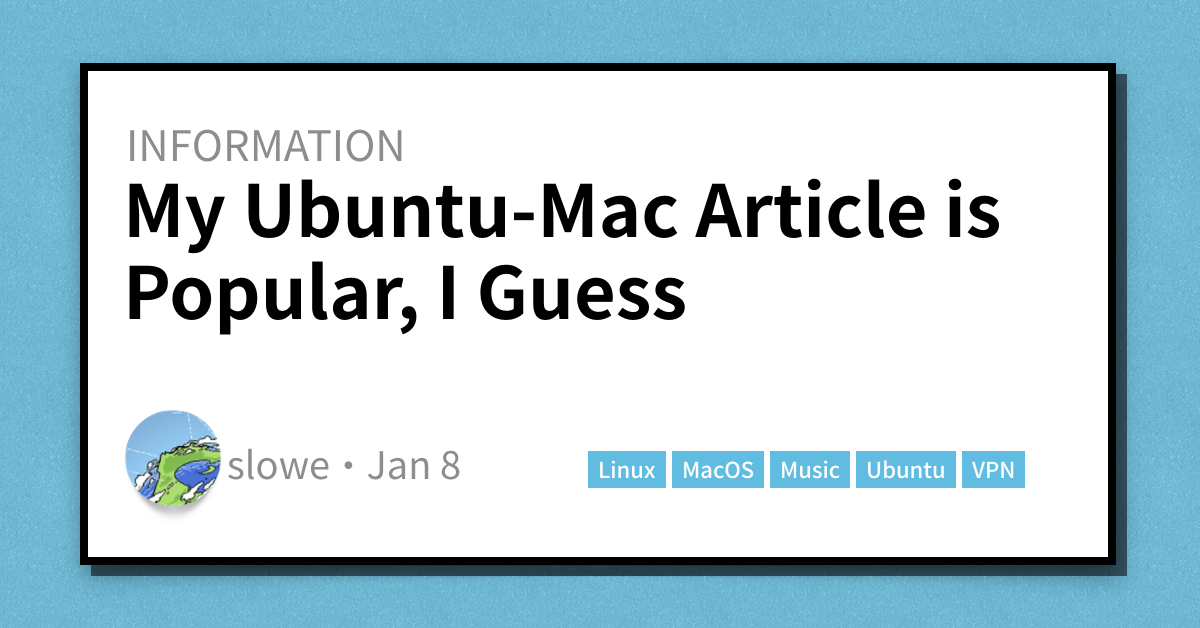 INFORMATION
My Ubuntu-Mac Article is
Popular, I Guess
slowe • Jan 8
Linux MacOS Music Ubuntu VPN